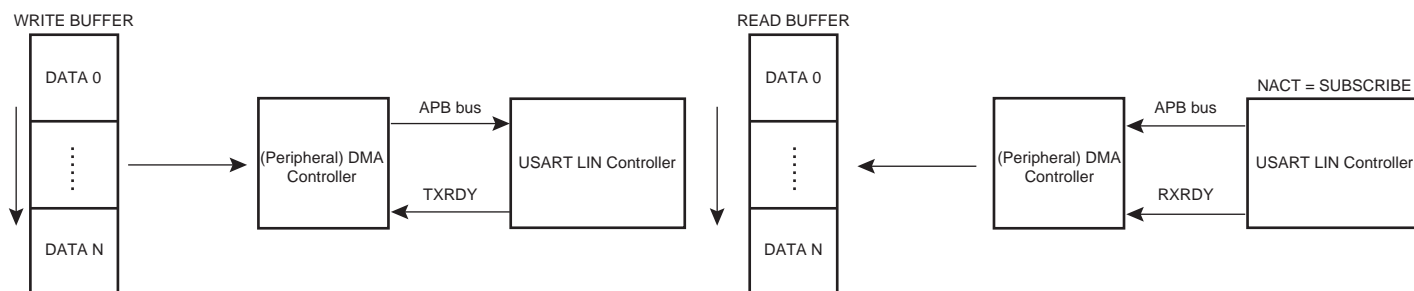 WRITE BUFFER
DATA 0
DATA N
(Peripheral) DMA
Controller
APB bus
TXRDY
USART LIN Controller
READ BUFFER
DATA 0
DATA N
(Peripheral) DMA
Controller
APB bus
RXRDY
NACT = SUBSCRIBE
USART LIN Controller